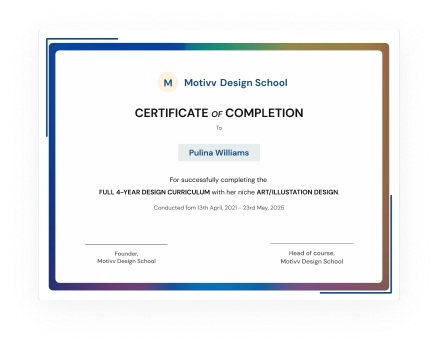 M Motivv Design School
CERTIFICATE OF COMPLETION
To
Pulina Williams
For successfully completing the
FULL 4-YEAR DESIGN CURRICULUM with her niche ART/ILLUSTATION DESIGN.
Conducted fom 13th April, 2021 - 23rd May, 2025
Founder,
Motivv Design School
Head of course,
Motivv Design School